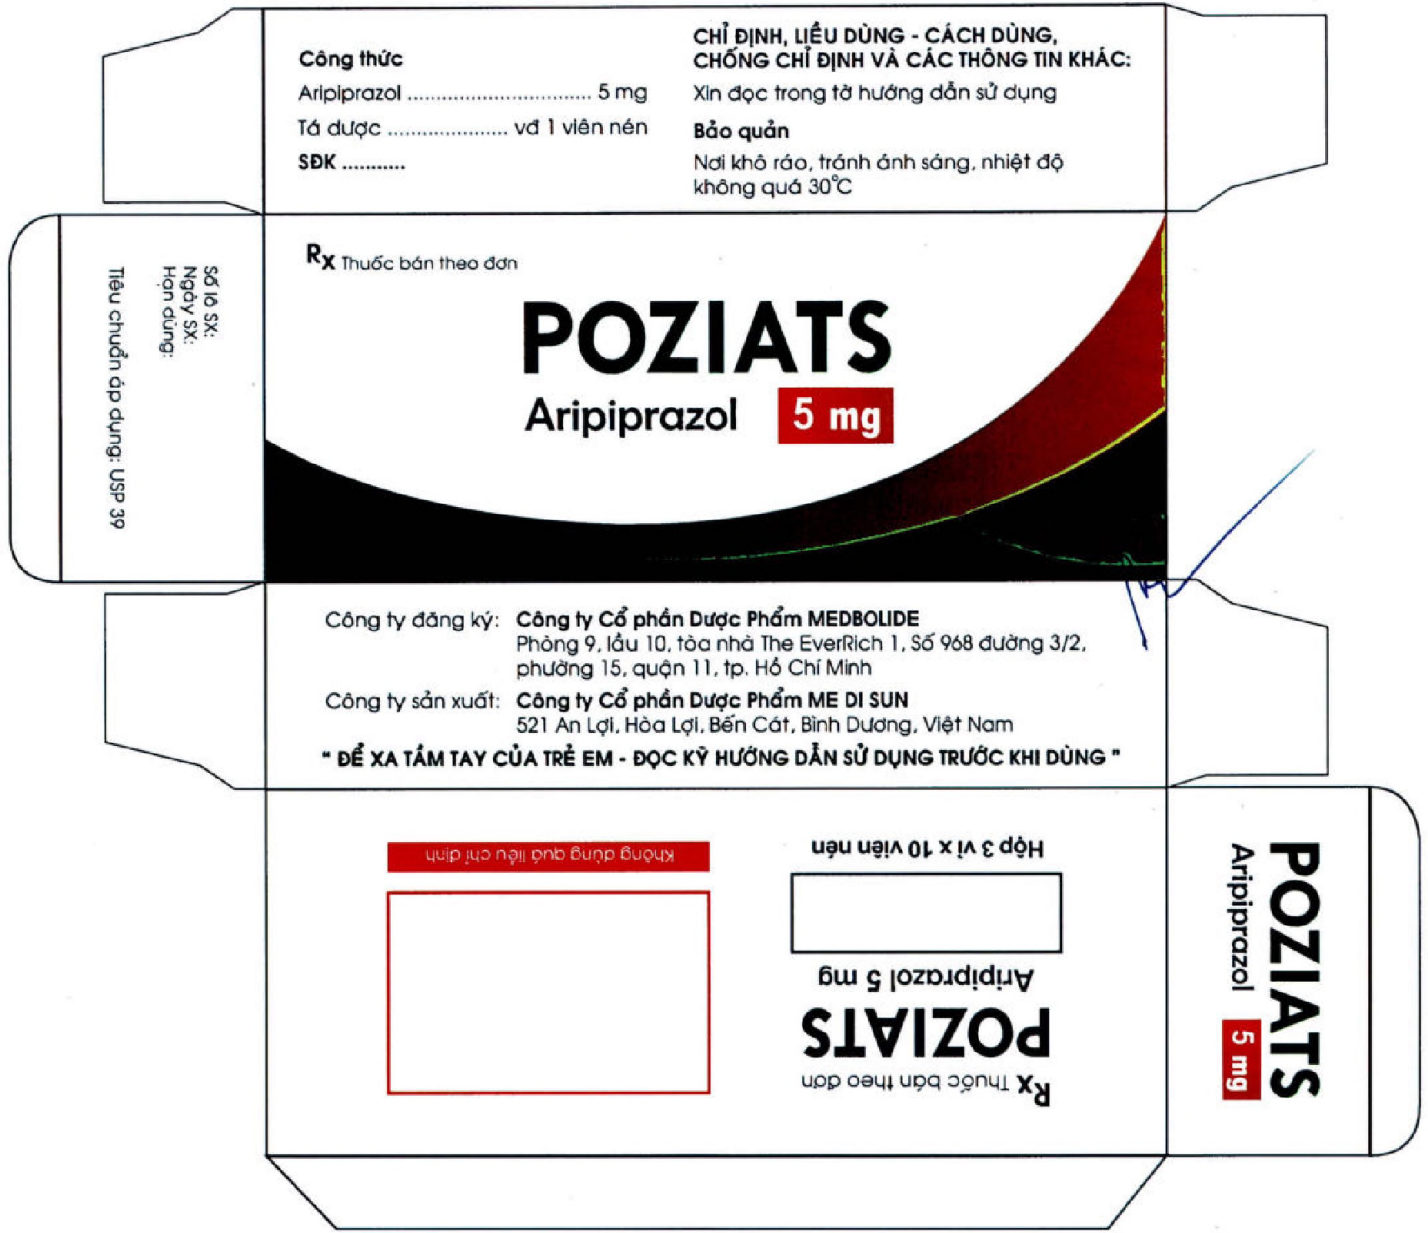 Công thức
Aripiprazol ................................ 5 mg
Tá dược ..................... vđ 1 viên nén
SĐK ...........
CHỈ ĐỊNH, LIỀU DÙNG - CÁCH DÙNG,
CHỐNG CHỈ ĐỊNH VÀ CÁC THÔNG TIN KHÁC:
Xin đọc trong tờ hướng dẫn sử dụng
Bảo quản
Nơi khô ráo, tránh ánh sáng, nhiệt độ
không quá 30°C
Số lô SX:
Ngày SX:
Hạn dùng:
Tiêu chuẩn áp dụng: USP 39
Rx Thuốc bán theo đơn
POZIATS
Aripiprazol 5 mg
Công ty đăng ký: Công ty Cổ phần Dược Phẩm MEDBOLIDE
Phòng 9, lầu 10, tòa nhà The EverRich 1, Số 968 đường 3/2,
phường 15, quận 11, tp. Hồ Chí Minh
Công ty sản xuất: Công ty Cổ phần Dược Phẩm ME DI SUN
521 An Lợi, Hòa Lợi, Bến Cát, Bình Dương, Việt Nam
" ĐỂ XA TẦM TAY CỦA TRẺ EM - ĐỌC KỸ HƯỚNG DẪN SỬ DỤNG TRƯỚC KHI DÙNG "
Rx Thuốc bán theo đơn
POZIATS
Aripiprazol 5 mg
Hộp 3 vỉ x 10 viên nén
Không dùng quá liều chỉ định
POZIATS
Aripiprazol 5 mg